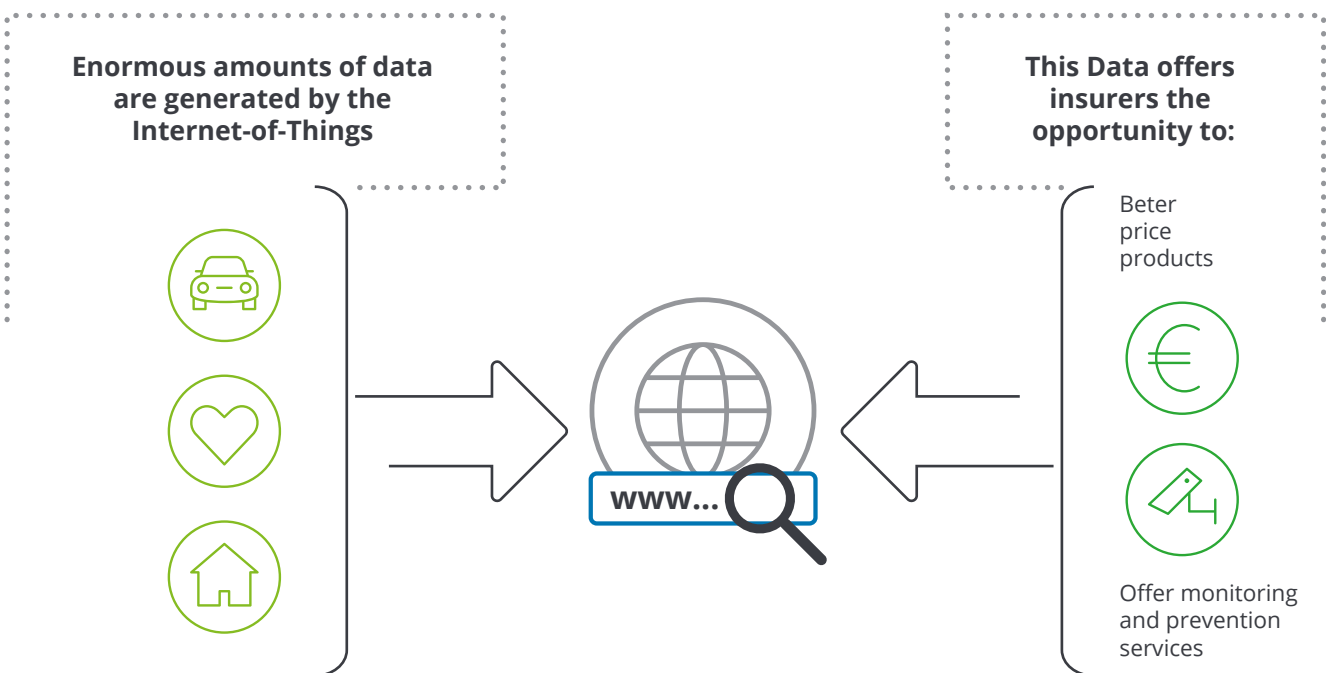 Enormous amounts of data
are generated by the
Internet-of-Things
This Data offers
insurers the
opportunity to:
Beter
price
products
www...
Offer monitoring
and prevention
services